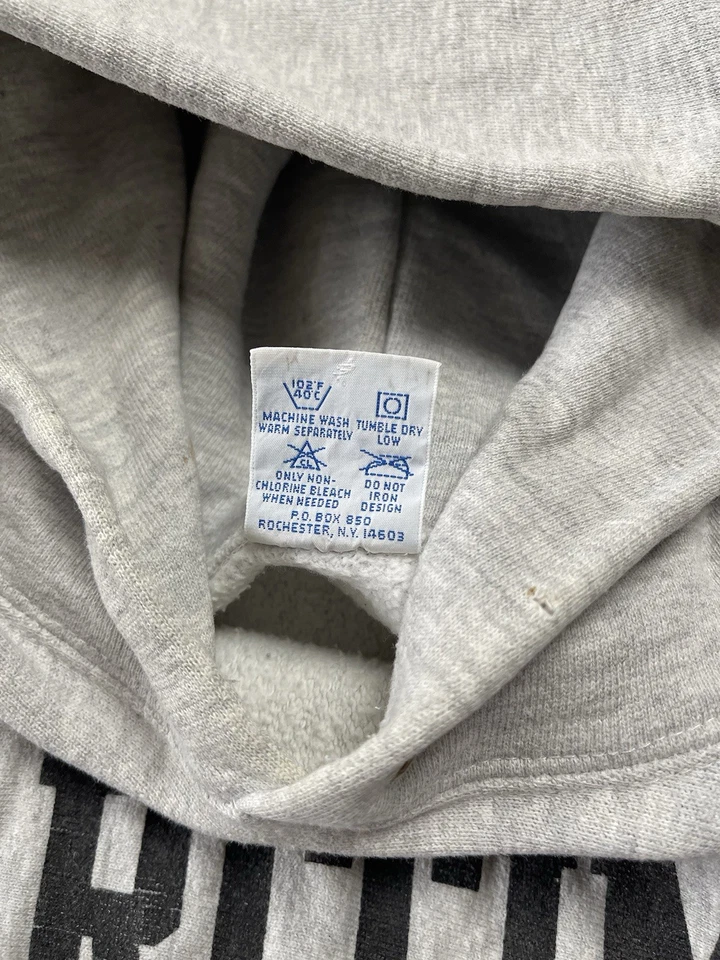 102°F
40°C
MACHINE WASH
WARM SEPARATELY
TUMBLE DRY
LOW
CL
ONLY NON-
CHLORINE BLEACH
WHEN NEEDED
DO NOT
IRON
DESIGN
P.O. BOX 850
ROCHESTER, N.Y. 14603